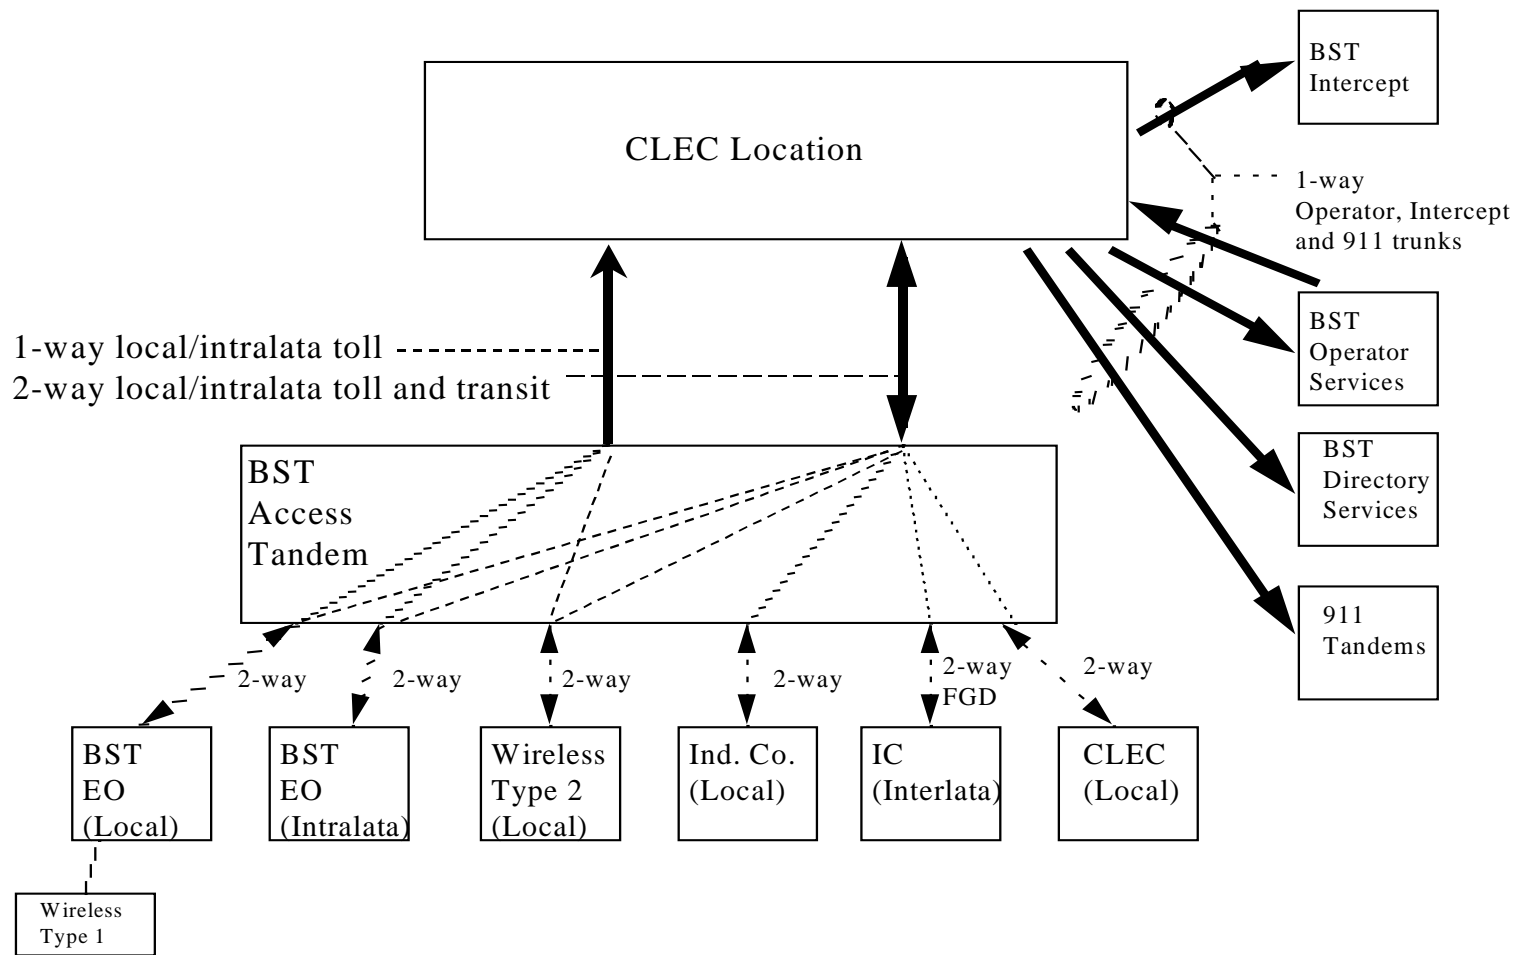 BST
Intercept
CLEC Location
1-way
Operator, Intercept
and 911 trunks
BST
Operator
Services
1-way local/intralata toll
2-way local/intralata toll and transit
BST
Directory
Services
BST
Access
Tandem
911
Tandems
2-way
2-way
2-way
2-way
2-way
FGD
2-way
BST
EO
(Local)
BST
EO
(Intralata)
Wireless
Type 2
(Local)
Ind. Co.
(Local)
IC
(Interlata)
CLEC
(Local)
Wireless
Type 1